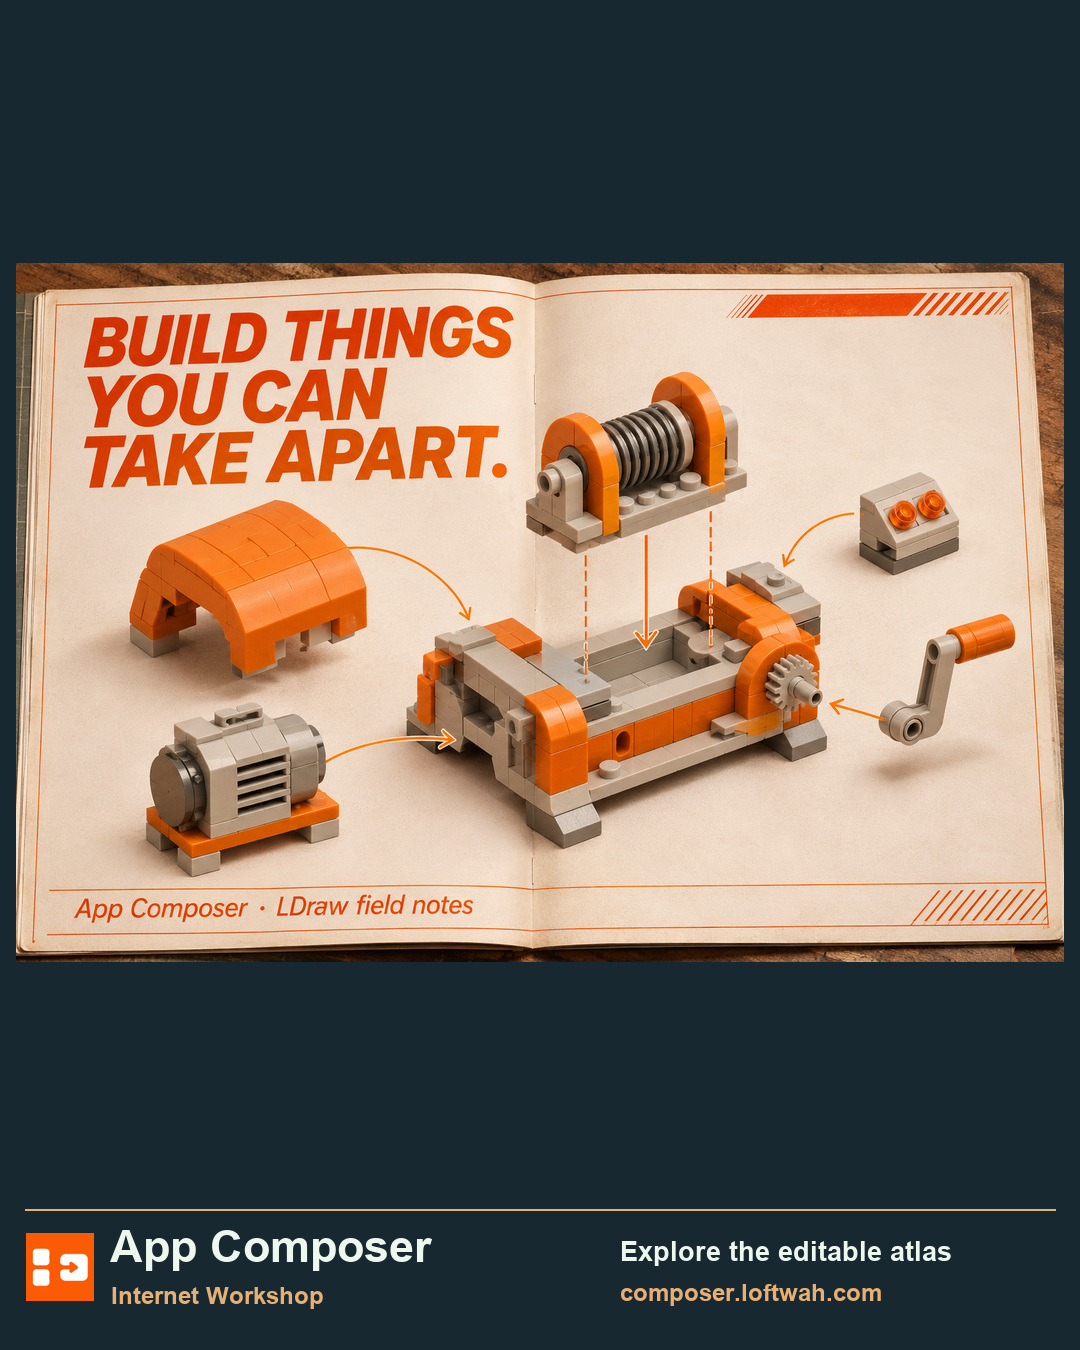 BUILD THINGS
YOU CAN
TAKE APART.
App Composer · LDraw field notes
App Composer
Internet Workshop
Explore the editable atlas
composer.loftwah.com